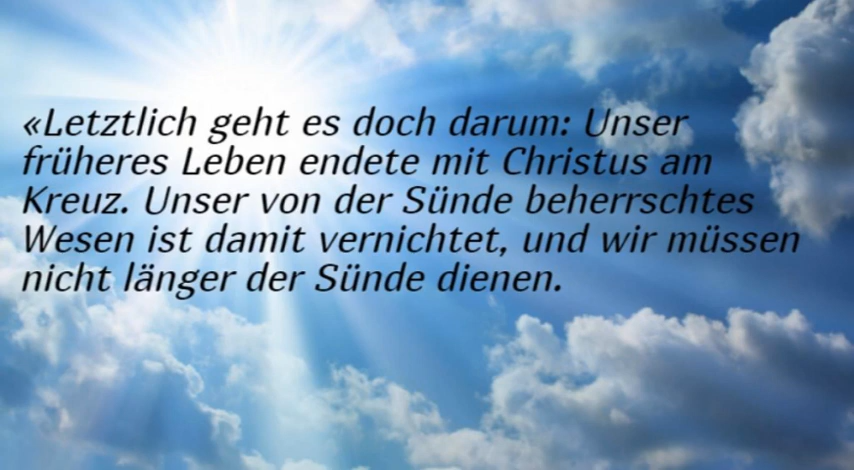 «Letztlich geht es doch darum: Unser
früheres Leben endete mit Christus am
Kreuz. Unser von der Sünde beherrschtes
Wesen ist damit vernichtet, und wir müssen
nicht länger der Sünde dienen.